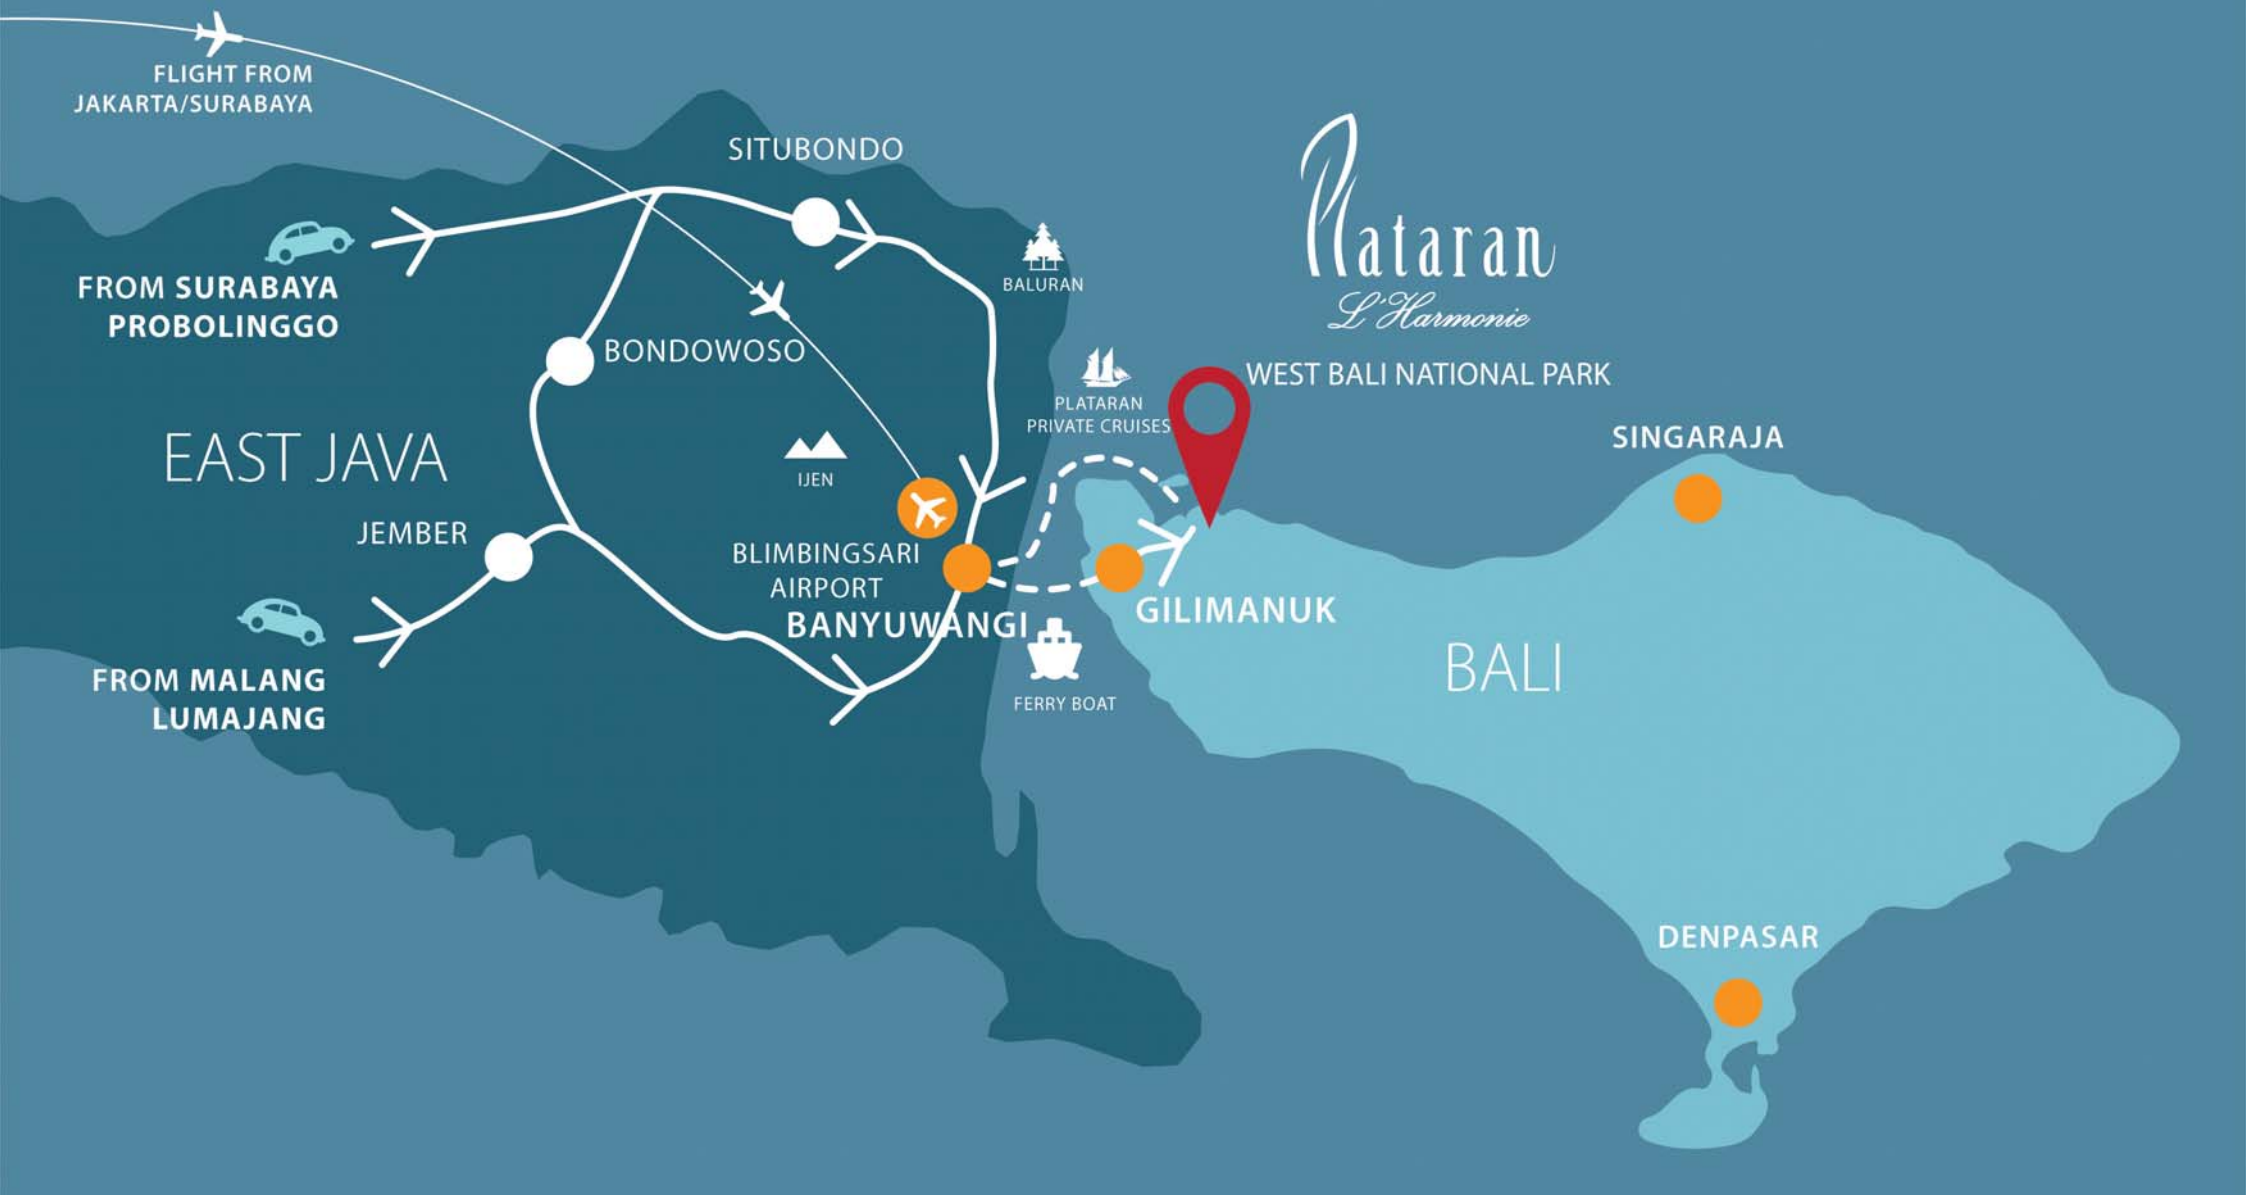 FLIGHT FROM
JAKARTA/SURABAYA
SITUBONDO
Plataran
L'Harmonie
WEST BALI NATIONAL PARK
FROM SURABAYA
PROBOLINGGO
BALURAN
BONDOWOSO
PLATARAN
PRIVATE CRUISES
EAST JAVA
IJEN
SINGARAJA
JEMBER
BLIMBINGSARI
AIRPORT
BANYUWANGI
GILIMANUK
BALI
FROM MALANG
LUMAJANG
FERRY BOAT
DENPASAR